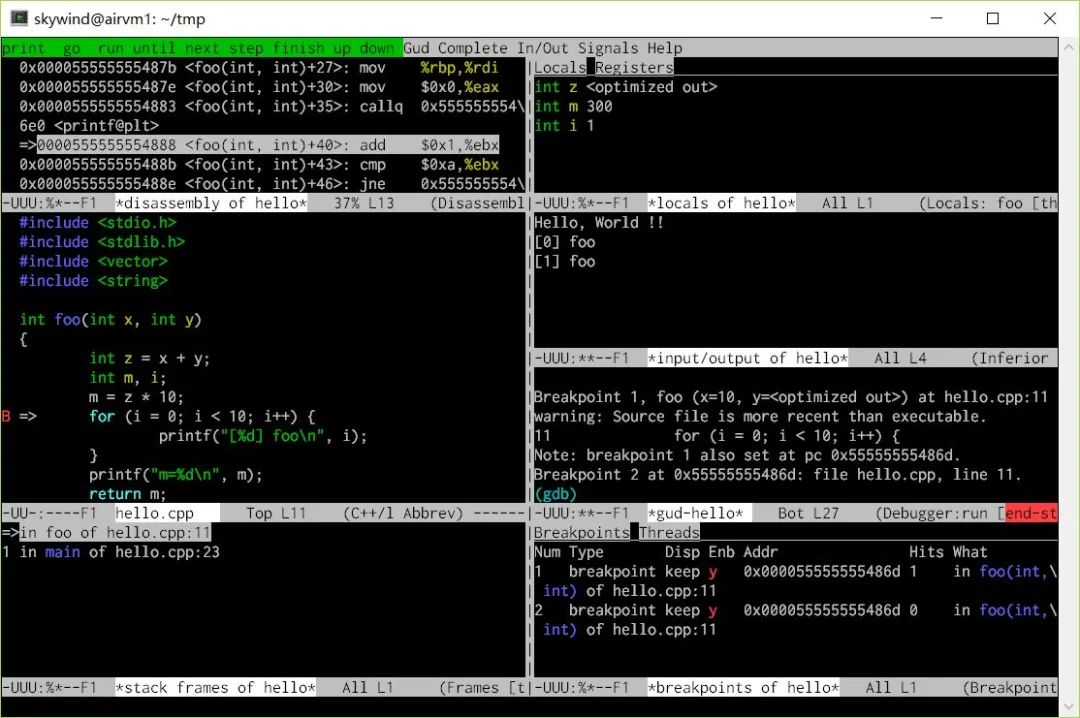 skywind@airvm1: ~/tmp
print go run until next step finish up down Gud Complete In/Out Signals Help
0x000055555555487b <foo(int, int)+27>: mov %rbp,%rdi
0x000055555555487e <foo(int, int)+30>: mov $0x0,%eax
0x0000555555554883 <foo(int, int)+35>: callq 0x555555554\
6e0 <printf@plt>
=>0000555555554888 <foo(int, int)+40>: add $0x1,%ebx
0x000055555555488b <foo(int, int)+43>: cmp $0xa,%ebx
0x000055555555488e <foo(int, int)+46>: jne 0x555555554\
-UUU:%*--F1 *disassembly of hello* 37% L13 (Disassembl
Locals Registers
int z <optimized out>
int m 300
int i 1
-UUU:%*--F1 *locals of hello* All L1 (Locals: foo [th
#include <stdio.h>
#include <stdlib.h>
#include <vector>
#include <string>
int foo(int x, int y)
{
int z = x + y;
int m, i;
m = z * 10;
B => for (i = 0; i < 10; i++) {
printf("[%d] foo\n", i);
}
printf("m=%d\n", m);
return m;
-UU-:----F1 hello.cpp Top L11 (C++/l Abbrev) ------
Hello, World !!
[0] foo
[1] foo
-UUU:**--F1 *input/output of hello* All L4 (Inferior
Breakpoint 1, foo (x=10, y=<optimized out>) at hello.cpp:11
warning: Source file is more recent than executable.
11 for (i = 0; i < 10; i++) {
Note: breakpoint 1 also set at pc 0x55555555486d.
Breakpoint 2 at 0x55555555486d: file hello.cpp, line 11.
(gdb)
-UUU:**--F1 *gud-hello* Bot L27 (Debugger:run [end-st
=>in foo of hello.cpp:11
1 in main of hello.cpp:23
-UUU:%*--F1 *stack frames of hello* All L1 (Frames [t
Breakpoints Threads
Num Type Disp Enb Addr Hits What
1 breakpoint keep y 0x000055555555486d 1 in foo(int,\
int) of hello.cpp:11
2 breakpoint keep y 0x000055555555486d 0 in foo(int,\
int) of hello.cpp:11
-UUU:%*--F1 *breakpoints of hello* All L1 (Breakpoint